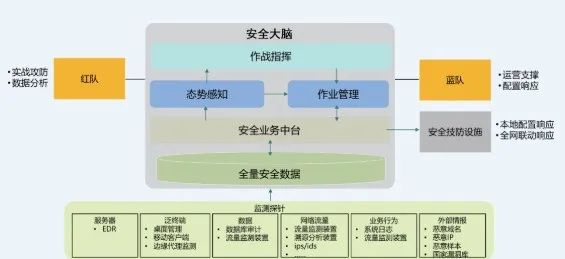 安全大脑
作战指挥
• 实战攻防
• 数据分析
红队
态势感知
作业管理
蓝队
• 运营支撑
• 配置响应
安全业务中台
安全技防设施
• 本地配置响应
• 全网联动响应
全量安全数据
监测探针
服务器
• EDR
泛终端
• 桌面管理
• 移动客户端
• 边缘代理监测
数据
• 数据库审计
• 流量监测装置
网络流量
• 流量监测装置
• 溯源分析装置
• ips/ids
• ......
业务行为
• 系统日志
• 流量监测装置
外部情报
• 恶意域名
• 恶意IP
• 恶意样本
• 国家漏洞库